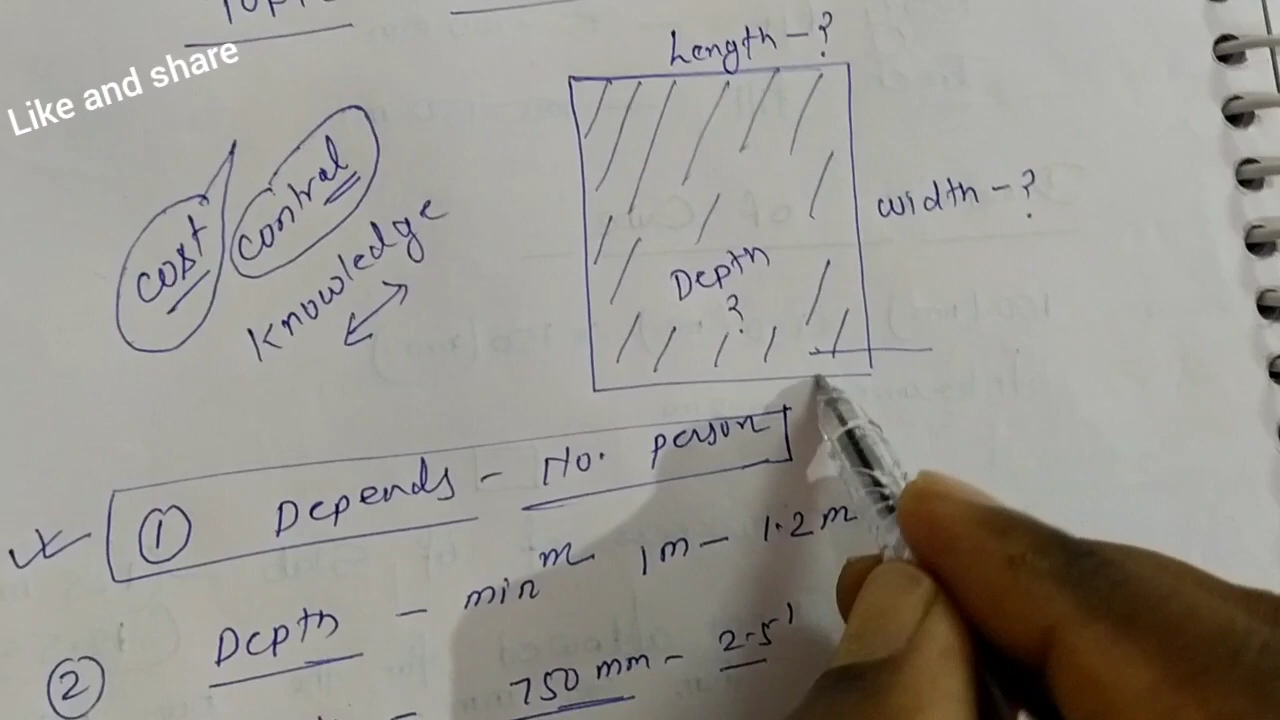 Like and share
Length - ?
cost
control
knowledge
width - ?
Depth
?
① Depends - No. person
② Depth - minm 1m - 1.2m
750 mm - 2.5'